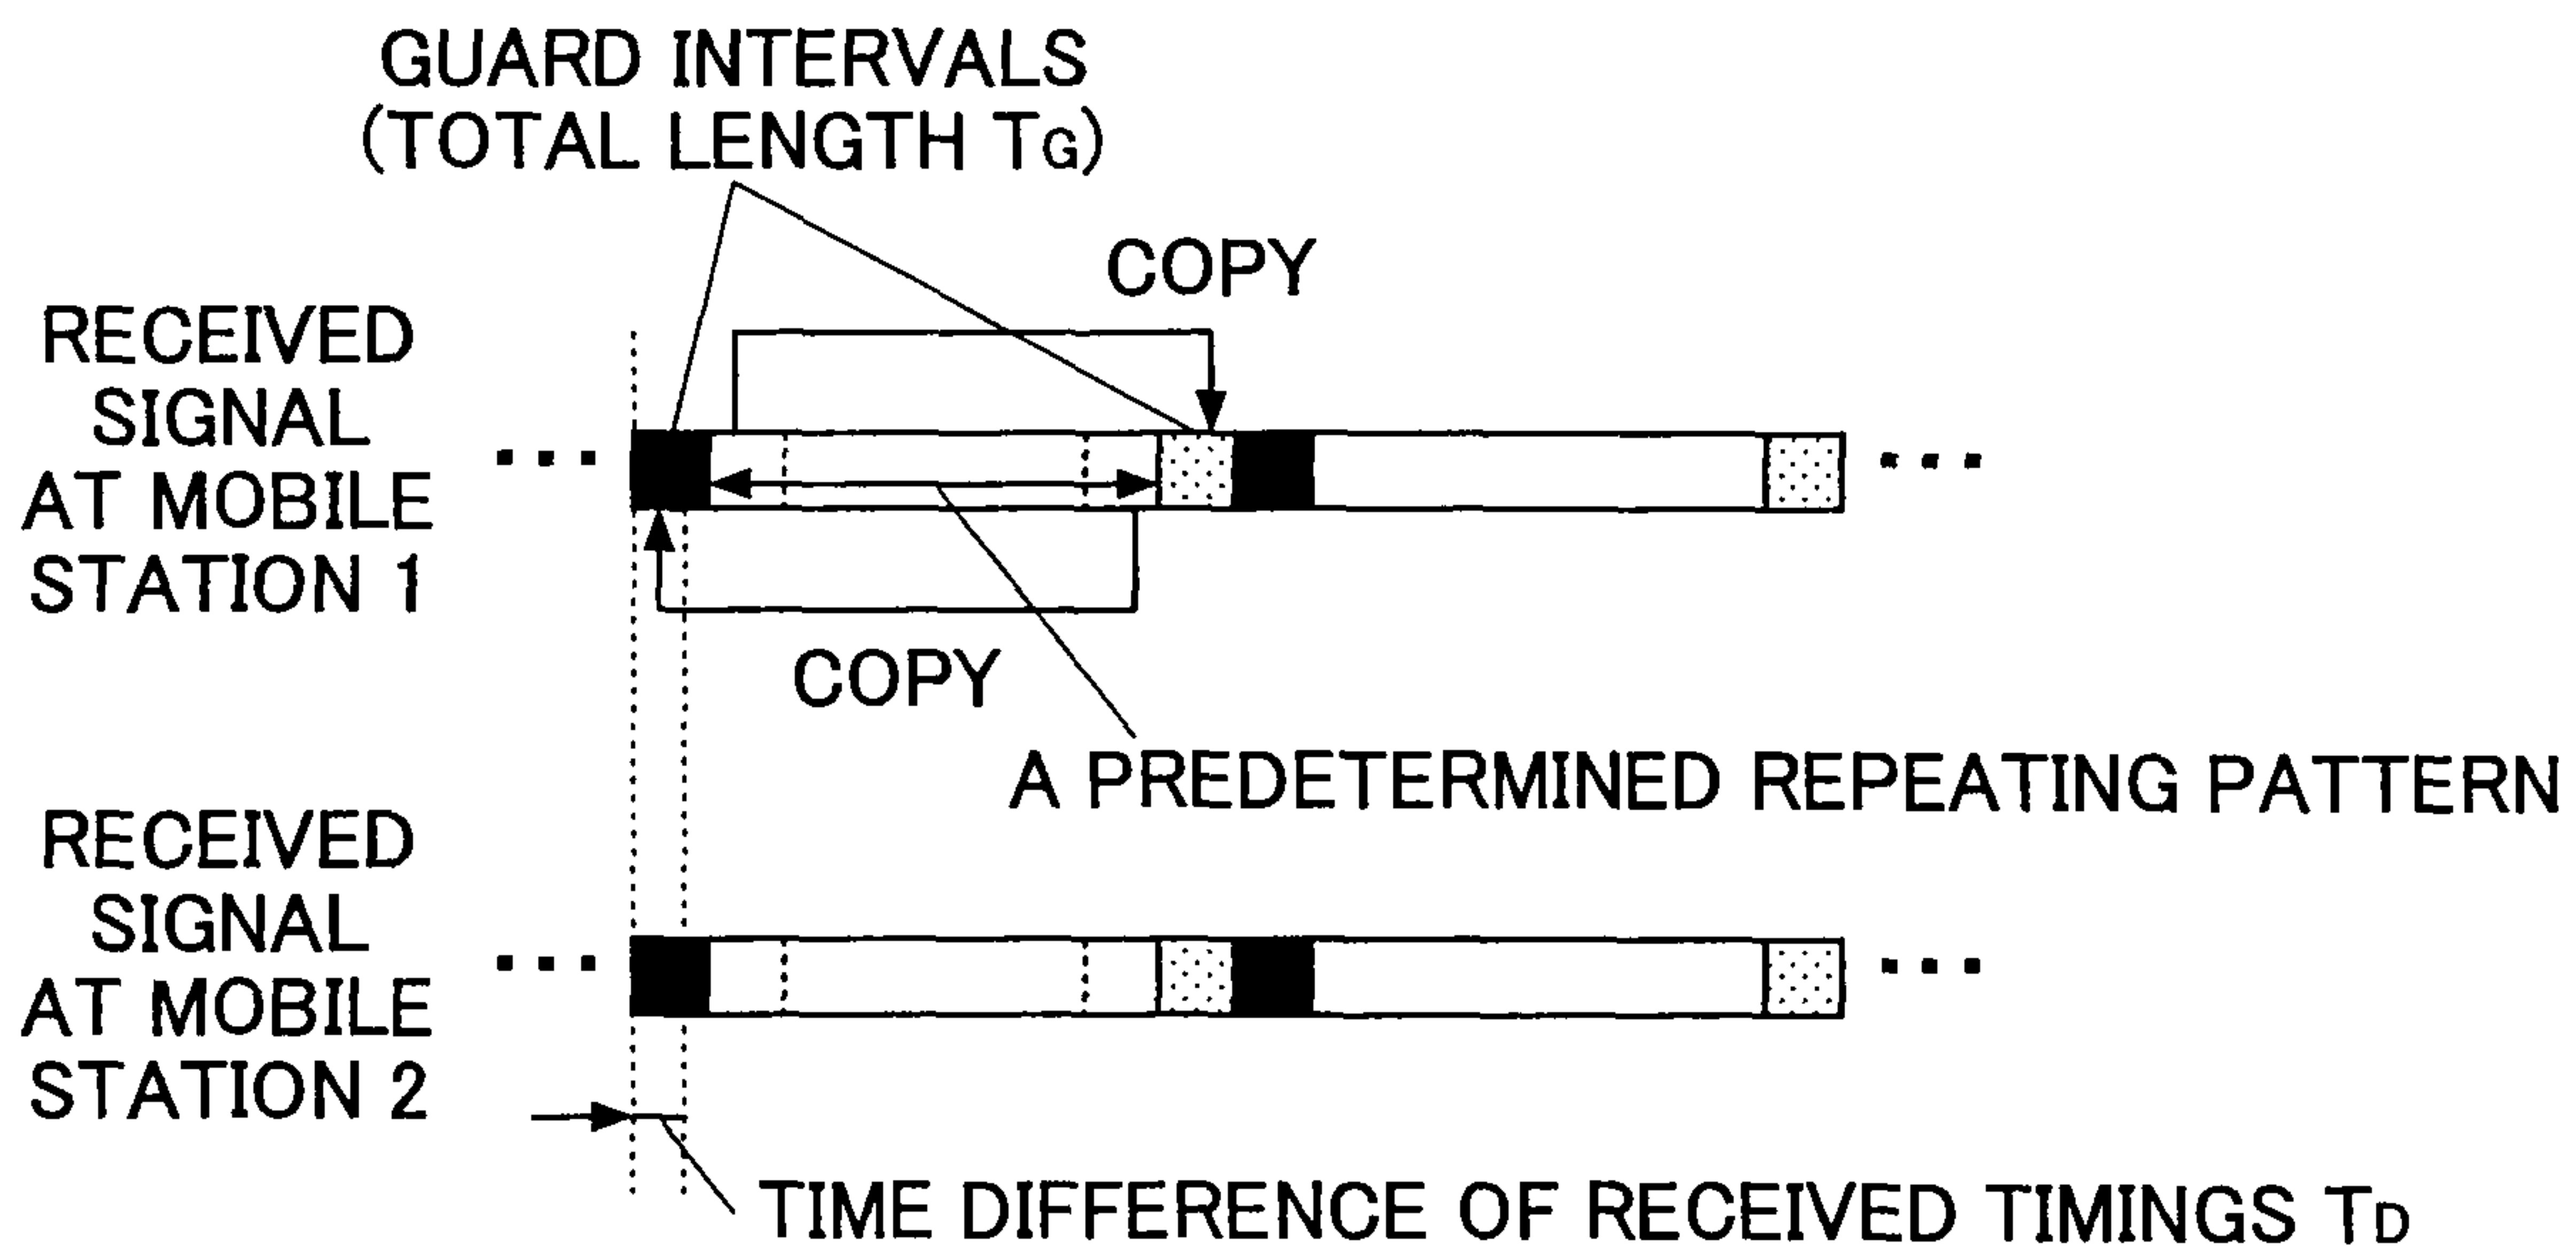 GUARD INTERVALS
(TOTAL LENGTH TG)
COPY
RECEIVED
SIGNAL
AT MOBILE
STATION 1
COPY
A PREDETERMINED REPEATING PATTERN
RECEIVED
SIGNAL
AT MOBILE
STATION 2
TIME DIFFERENCE OF RECEIVED TIMINGS TD